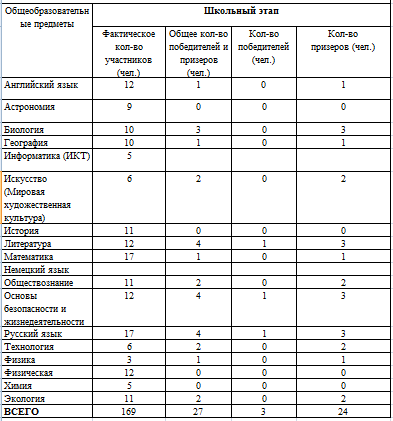 Общеобразовательн
ые предметы
Школьный этап
Фактическое
кол-во
участников
(чел.)
Общее кол-во
победителей и
призеров
(чел.)
Кол-во
победителей
(чел.)
Кол-во
призеров (чел.)
Английский язык 12 1 0 1
Астрономия 9 0 0 0
Биология 10 3 0 3
География 10 1 0 1
Информатика (ИКТ) 5
Искусство 6 2 0 2
(Мировая
художественная
культура)
История 11 0 0 0
Литература 12 4 1 3
Математика 17 1 0 1
Немецкий язык
Обществознание 11 2 0 2
Основы 12 4 1 3
безопасности и
жизнедеятельности
Русский язык 17 4 1 3
Технология 6 2 0 2
Физика 3 1 0 1
Физическая 12 0 0 0
Химия 5 0 0 0
Экология 11 2 0 2
ВСЕГО 169 27 3 24